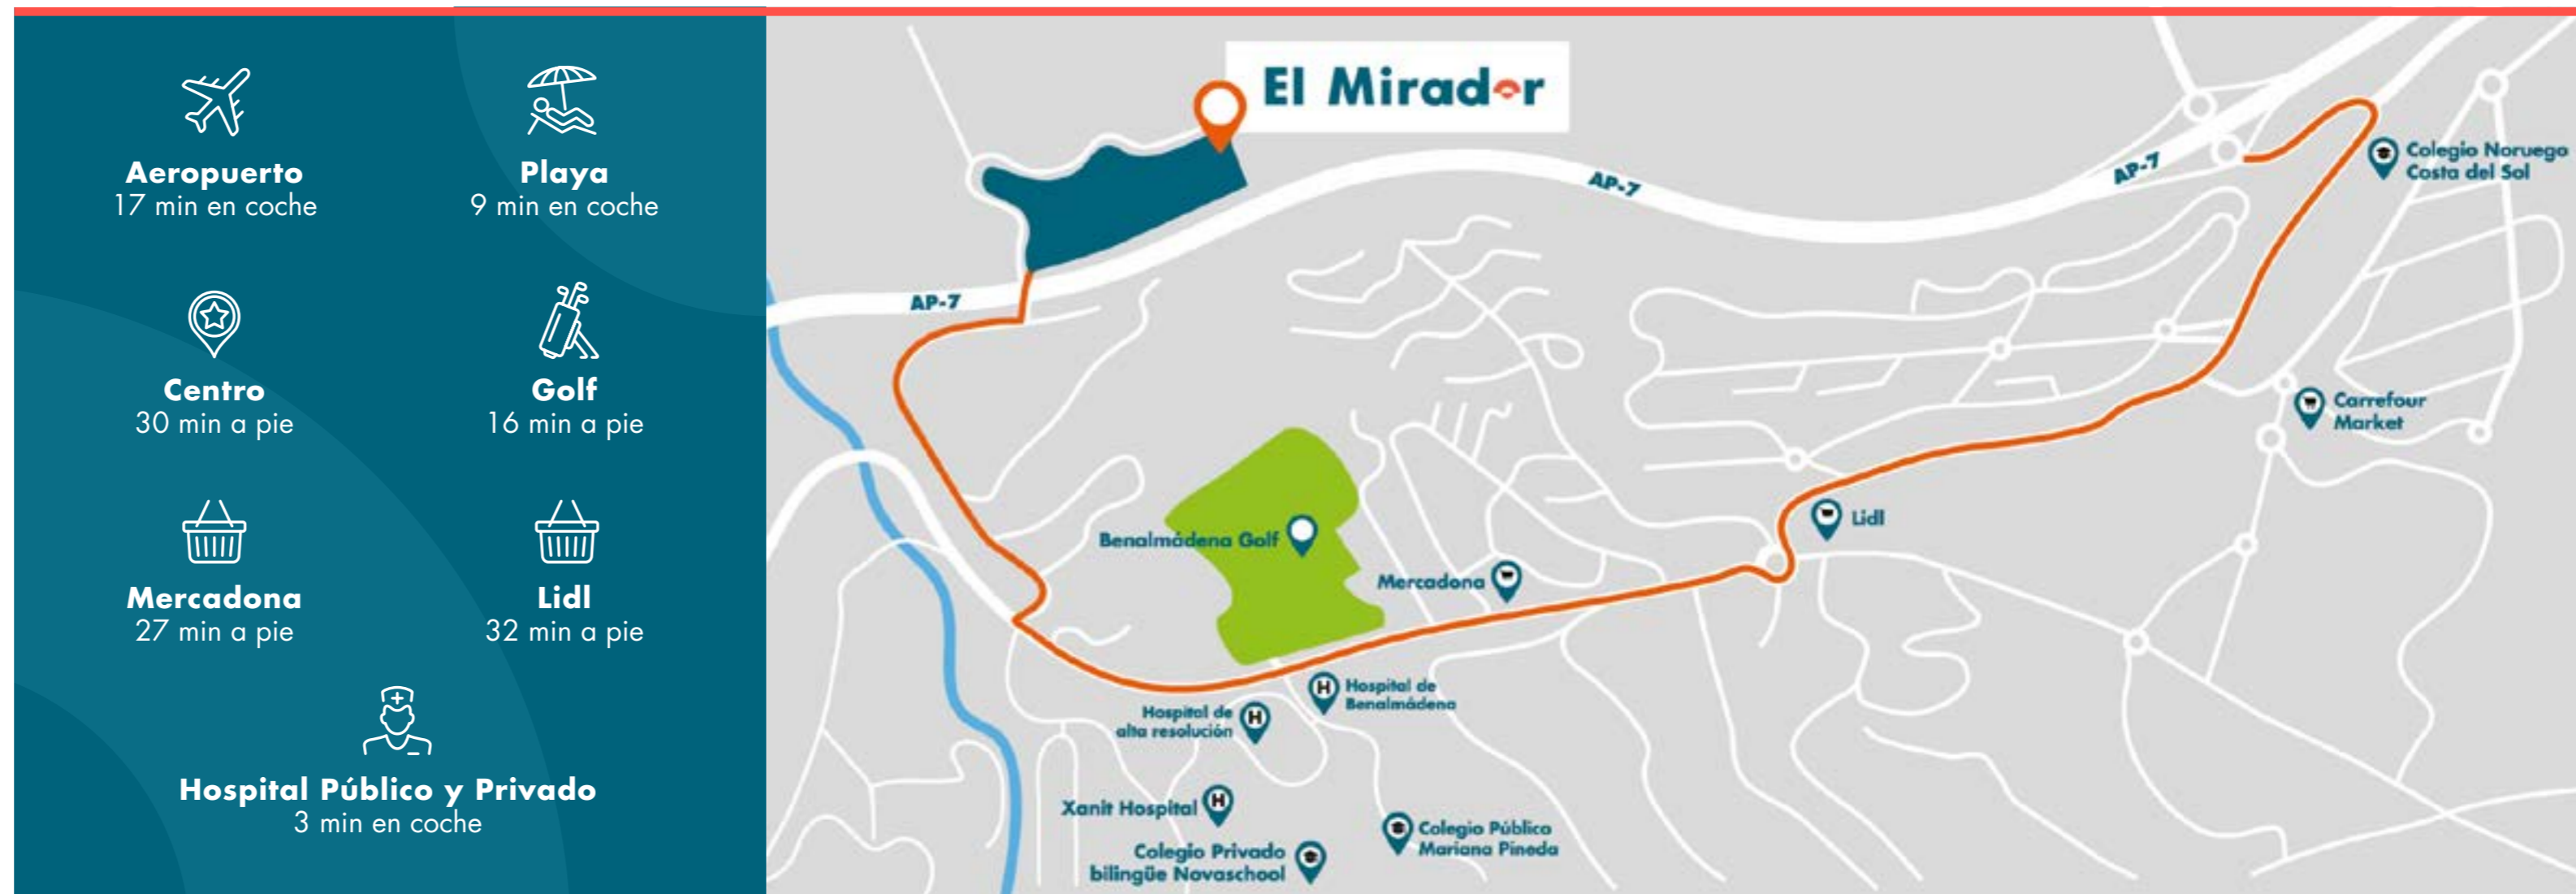 Aeropuerto
17 min en coche
Playa
9 min en coche
Centro
30 min a pie
Golf
16 min a pie
Mercadona
27 min a pie
Lidl
32 min a pie
Hospital Público y Privado
3 min en coche
El Mirador
AP-7
AP-7
AP-7
Colegio Noruego
Costa del Sol
Carrefour
Market
Lidl
Benalmádena Golf
Mercadona
Hospital de
Benalmádena
Hospital de
alta resolución
Xanit Hospital
Colegio Público
Mariana Pineda
Colegio Privado
bilingüe Novaschool
H
H
H